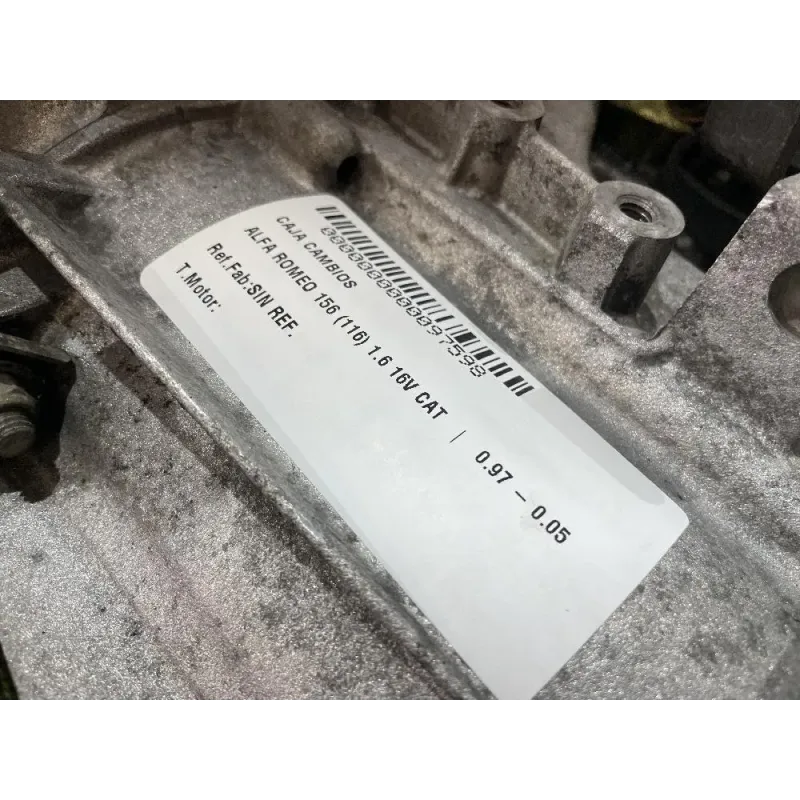 000000000097598
CAJA CAMBIOS
ALFA ROMEO 156 (116) 1.6 16V CAT | 0.97 - 0.05
Ref.Fab:SIN REF.
T.Motor: